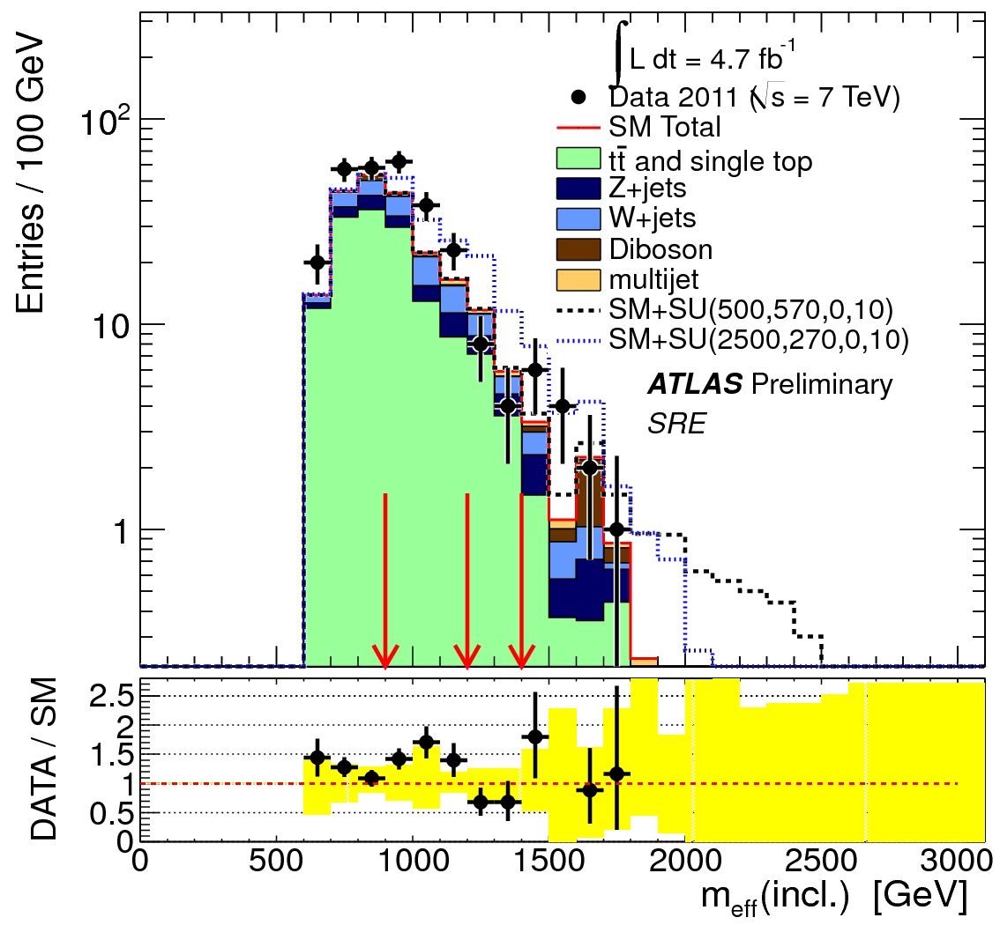 ∫ L dt = 4.7 fb⁻¹
Data 2011 (√s = 7 TeV)
SM Total
tt̄ and single top
Z+jets
W+jets
Diboson
multijet
SM+SU(500,570,0,10)
SM+SU(2500,270,0,10)
ATLAS Preliminary
SRE
Entries / 100 GeV
10²
10
1
DATA / SM
2.5
2
1.5
1
0.5
0
0 500 1000 1500 2000 2500 3000
m_eff(incl.) [GeV]